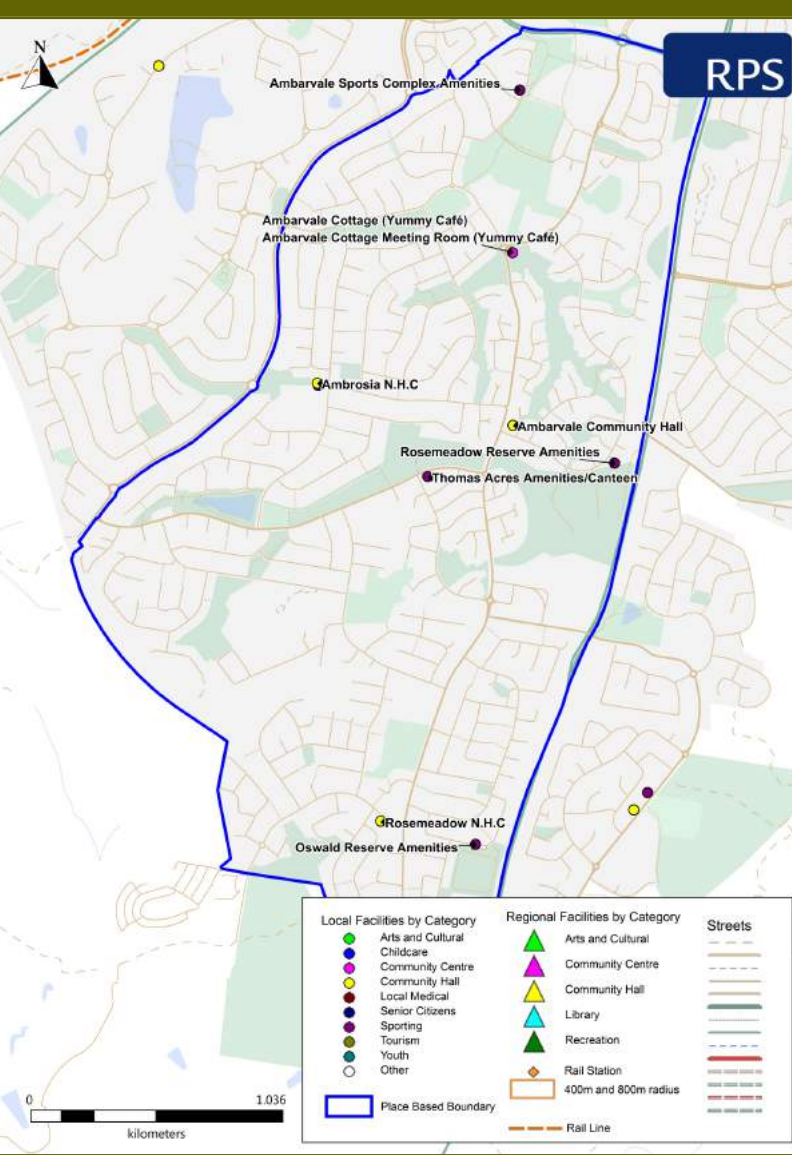 N
RPS
Ambarvale Sports Complex Amenities
Ambarvale Cottage (Yummy Café)
Ambarvale Cottage Meeting Room (Yummy Café)
Ambrosia N.H.C
Ambarvale Community Hall
Rosemeadow Reserve Amenities
Thomas Acres Amenities/Canteen
Rosemeadow N.H.C
Oswald Reserve Amenities
Local Facilities by Category
Arts and Cultural
Childcare
Community Centre
Community Hall
Local Medical
Senior Citizens
Sporting
Tourism
Youth
Other
Place Based Boundary
Regional Facilities by Category
Arts and Cultural
Community Centre
Community Hall
Library
Recreation
Rail Station
400m and 800m radius
Rail Line
Streets
0 1.036
kilometers